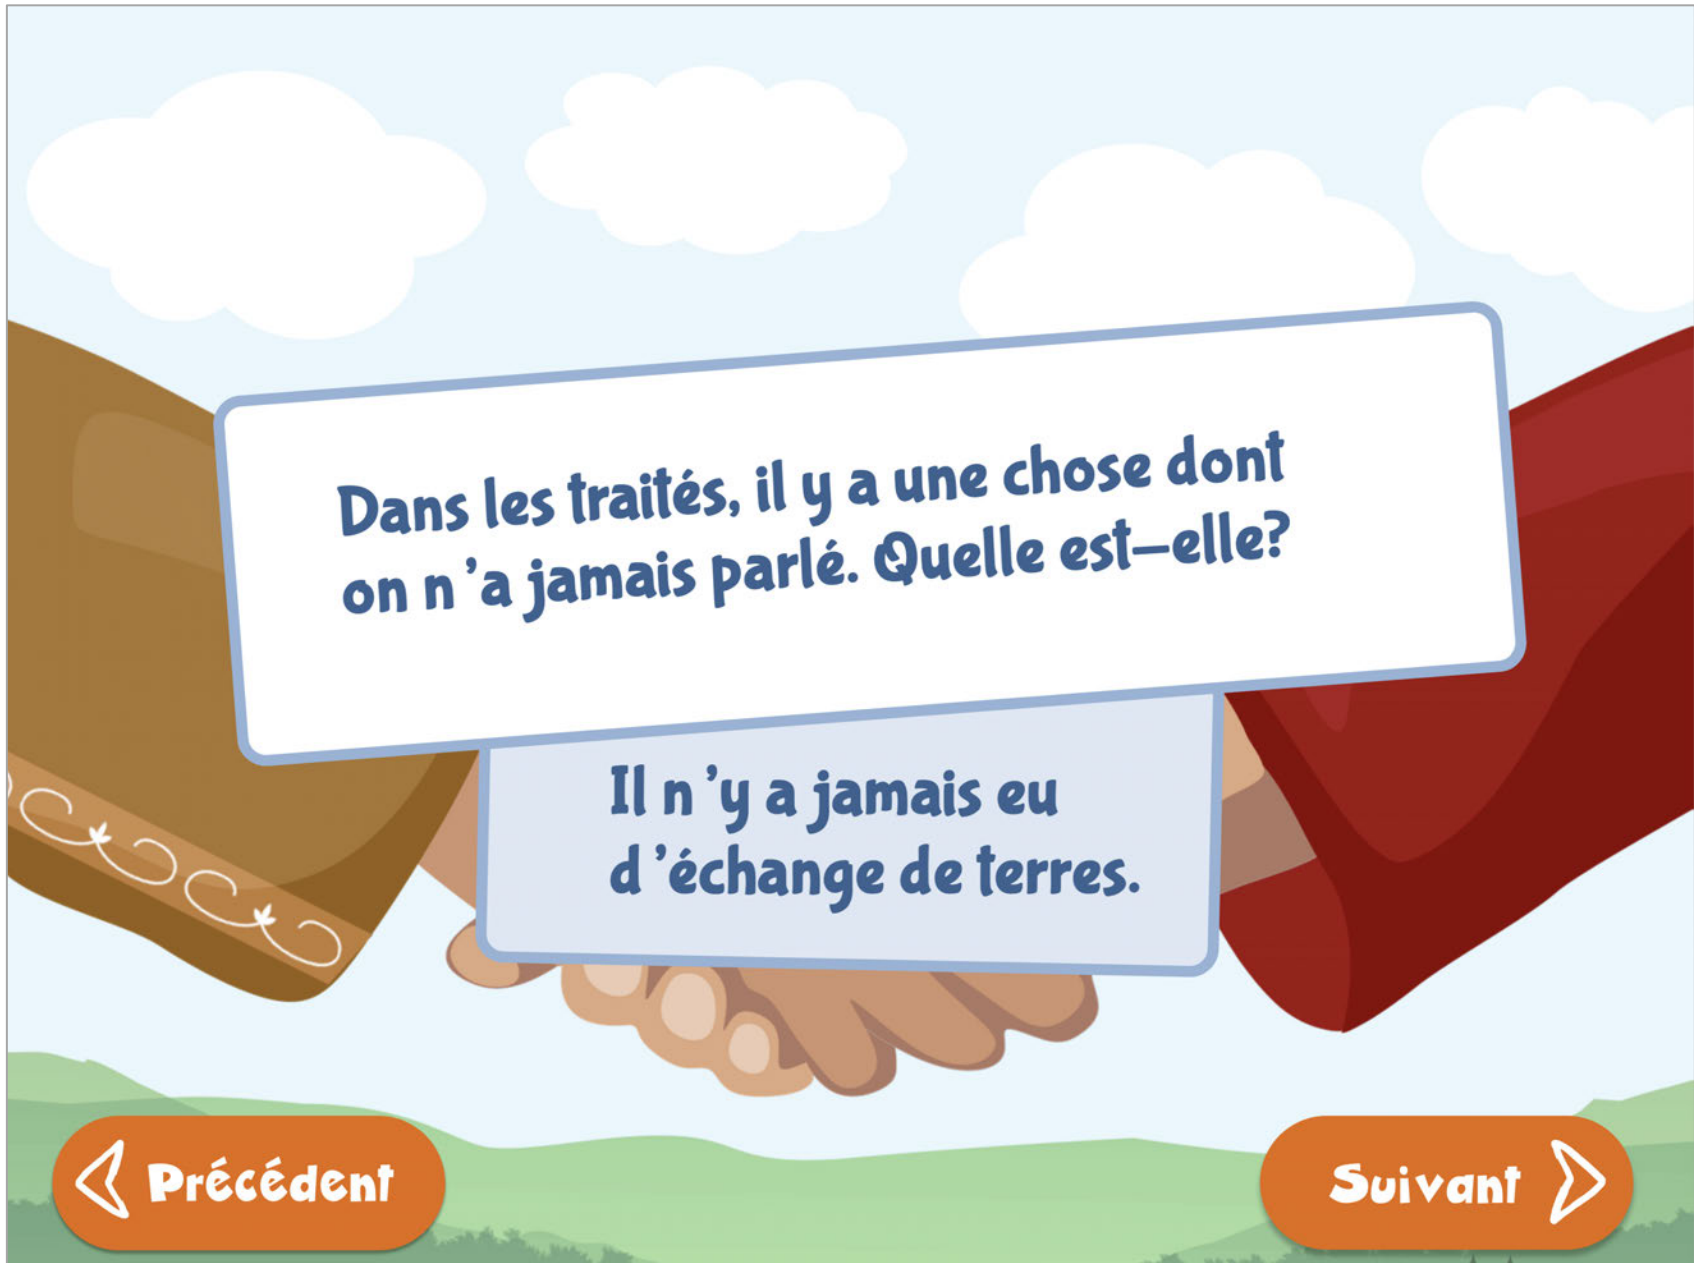 Dans les traités, il y a une chose dont
on n 'a jamais parlé. Quelle est–elle?
Il n 'y a jamais eu
d 'échange de terres.
Précédent
Suivant